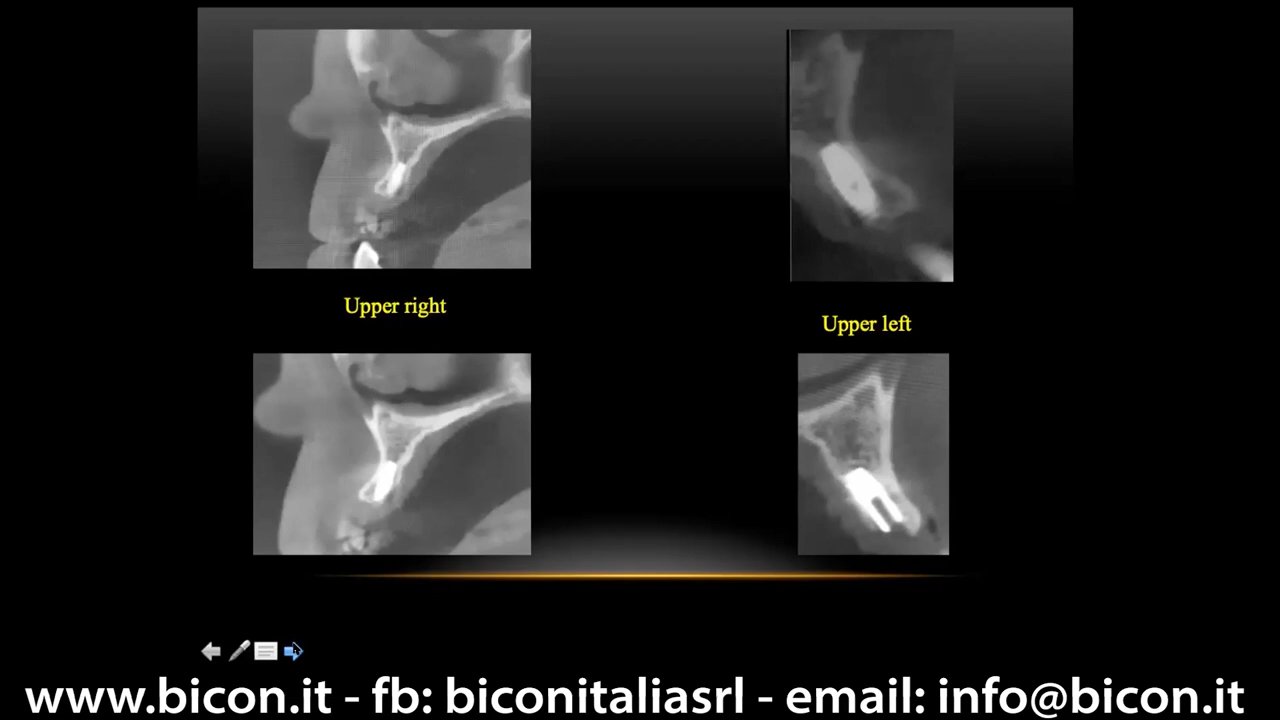 Upper right
Upper left
www.bicon.it - fb: biconitaliasrl - email: info@bicon.it